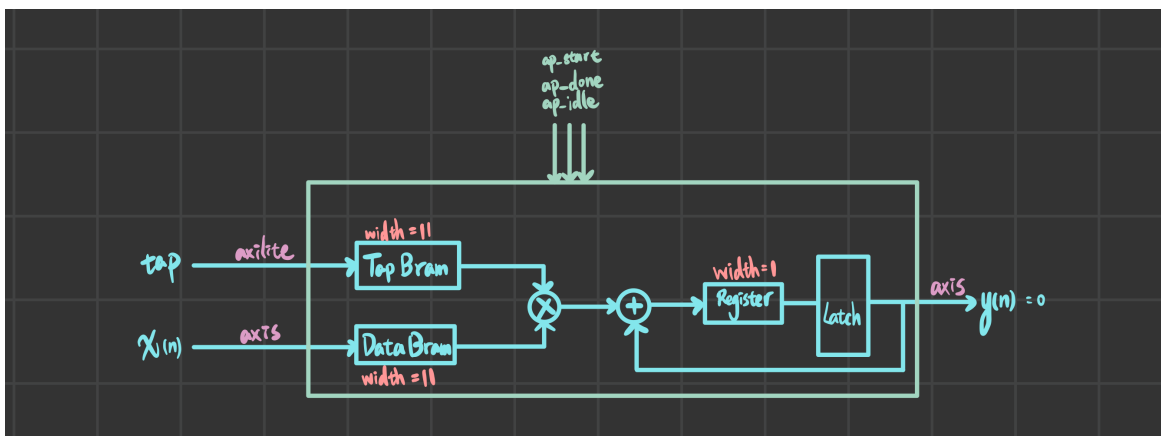 ap_start
ap_done
ap_idle
width=11
tap
axilite
Tap Bram
width=1
Register
Latch
axis
y(n) = 0
X(n)
axis
Data Bram
width=11